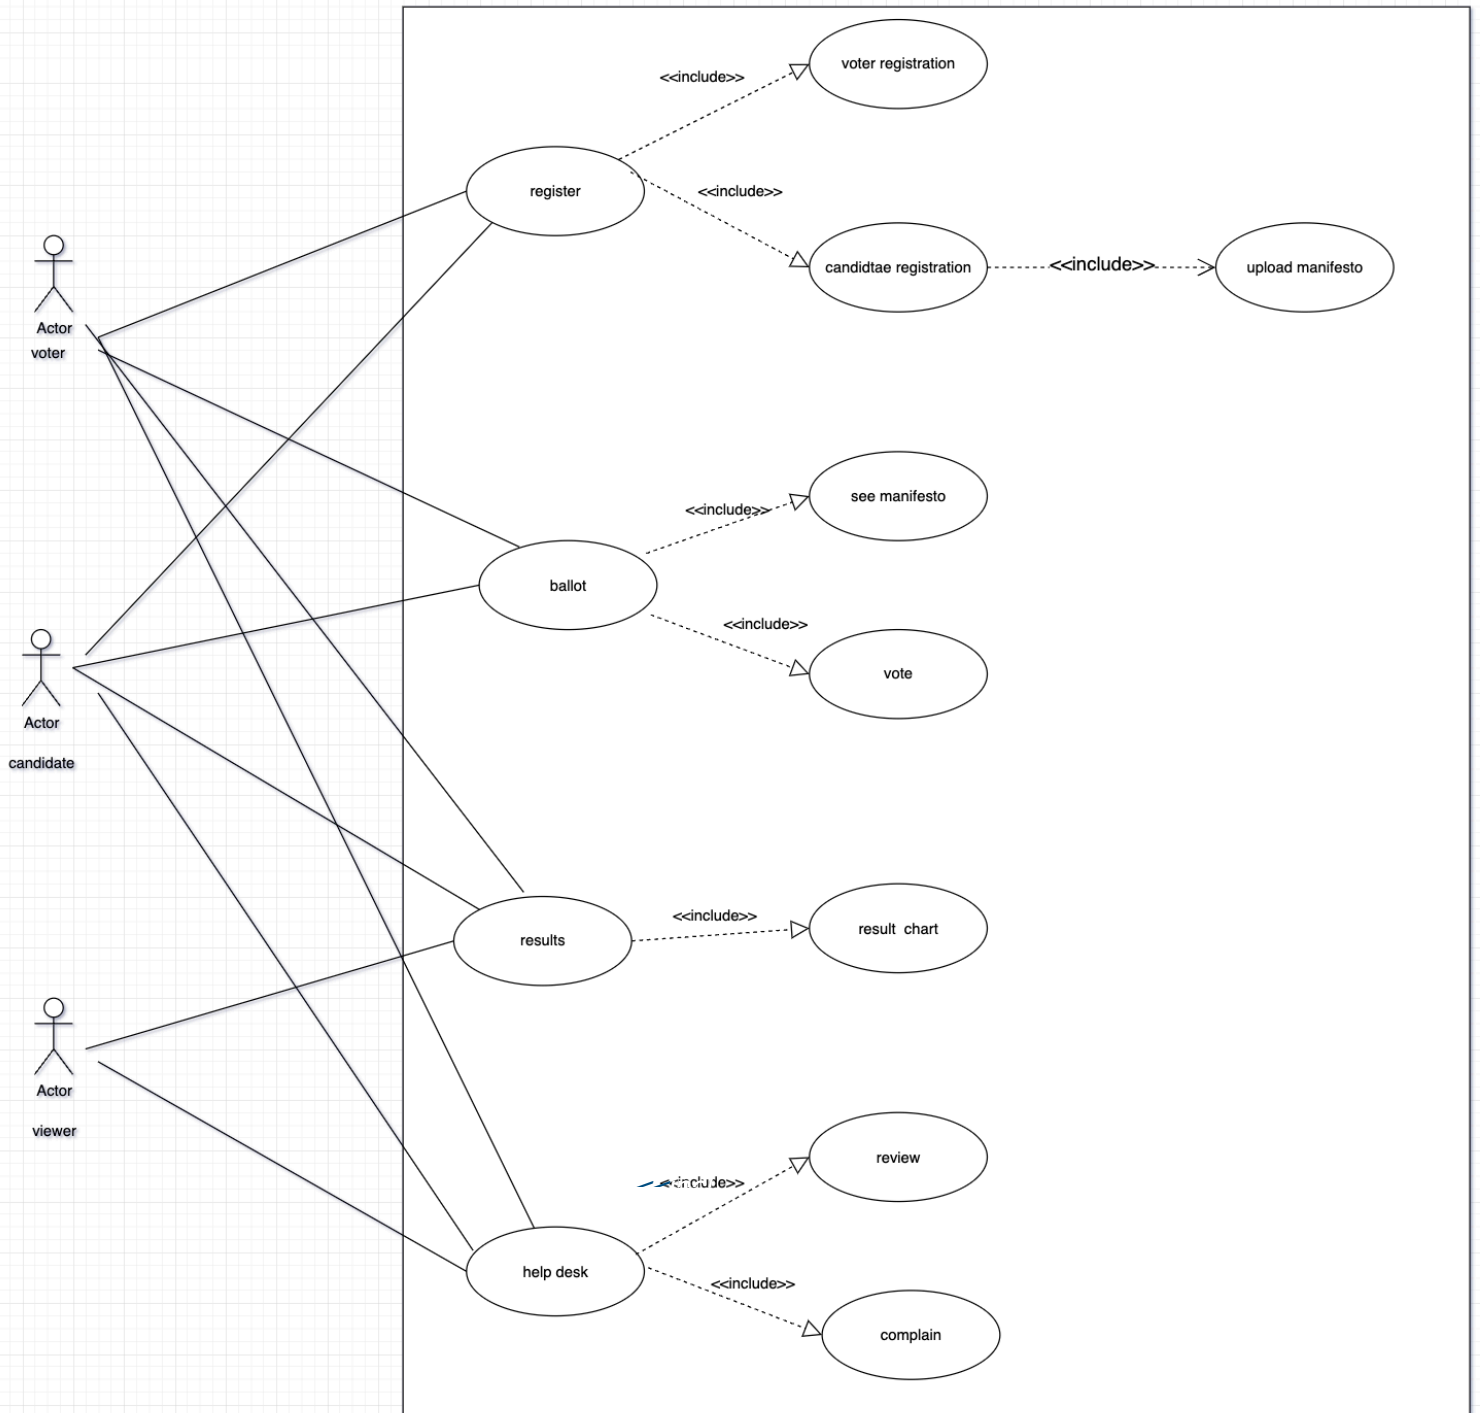 <<include>>
voter registration
register
<<include>>
candidtae registration
<<include>>
upload manifesto
Actor
voter
<<include>>
see manifesto
ballot
<<include>>
vote
Actor
candidate
<<include>>
result  chart
results
Actor
viewer
<<include>>
review
help desk
<<include>>
complain